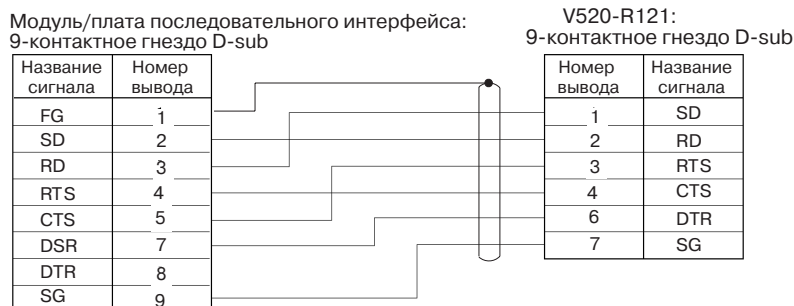 Модуль/плата последовательного интерфейса:
9-контактное гнездо D-sub
V520-R121:
9-контактное гнездо D-sub
Название сигнала Номер вывода
FG 1
SD 2
RD 3
RTS 4
CTS 5
DSR 7
DTR 8
SG 9
Номер вывода Название сигнала
1 SD
2 RD
3 RTS
4 CTS
6 DTR
7 SG